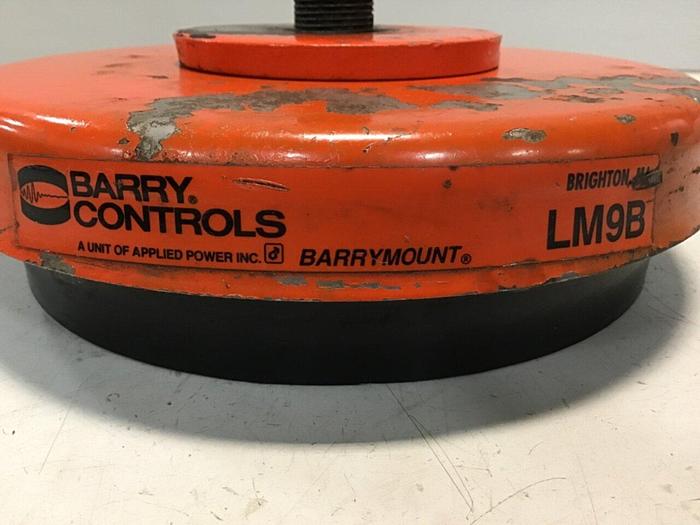 BARRY®
CONTROLS
A UNIT OF APPLIED POWER INC.
BARRYMOUNT®
BRIGHTON,
LM9B